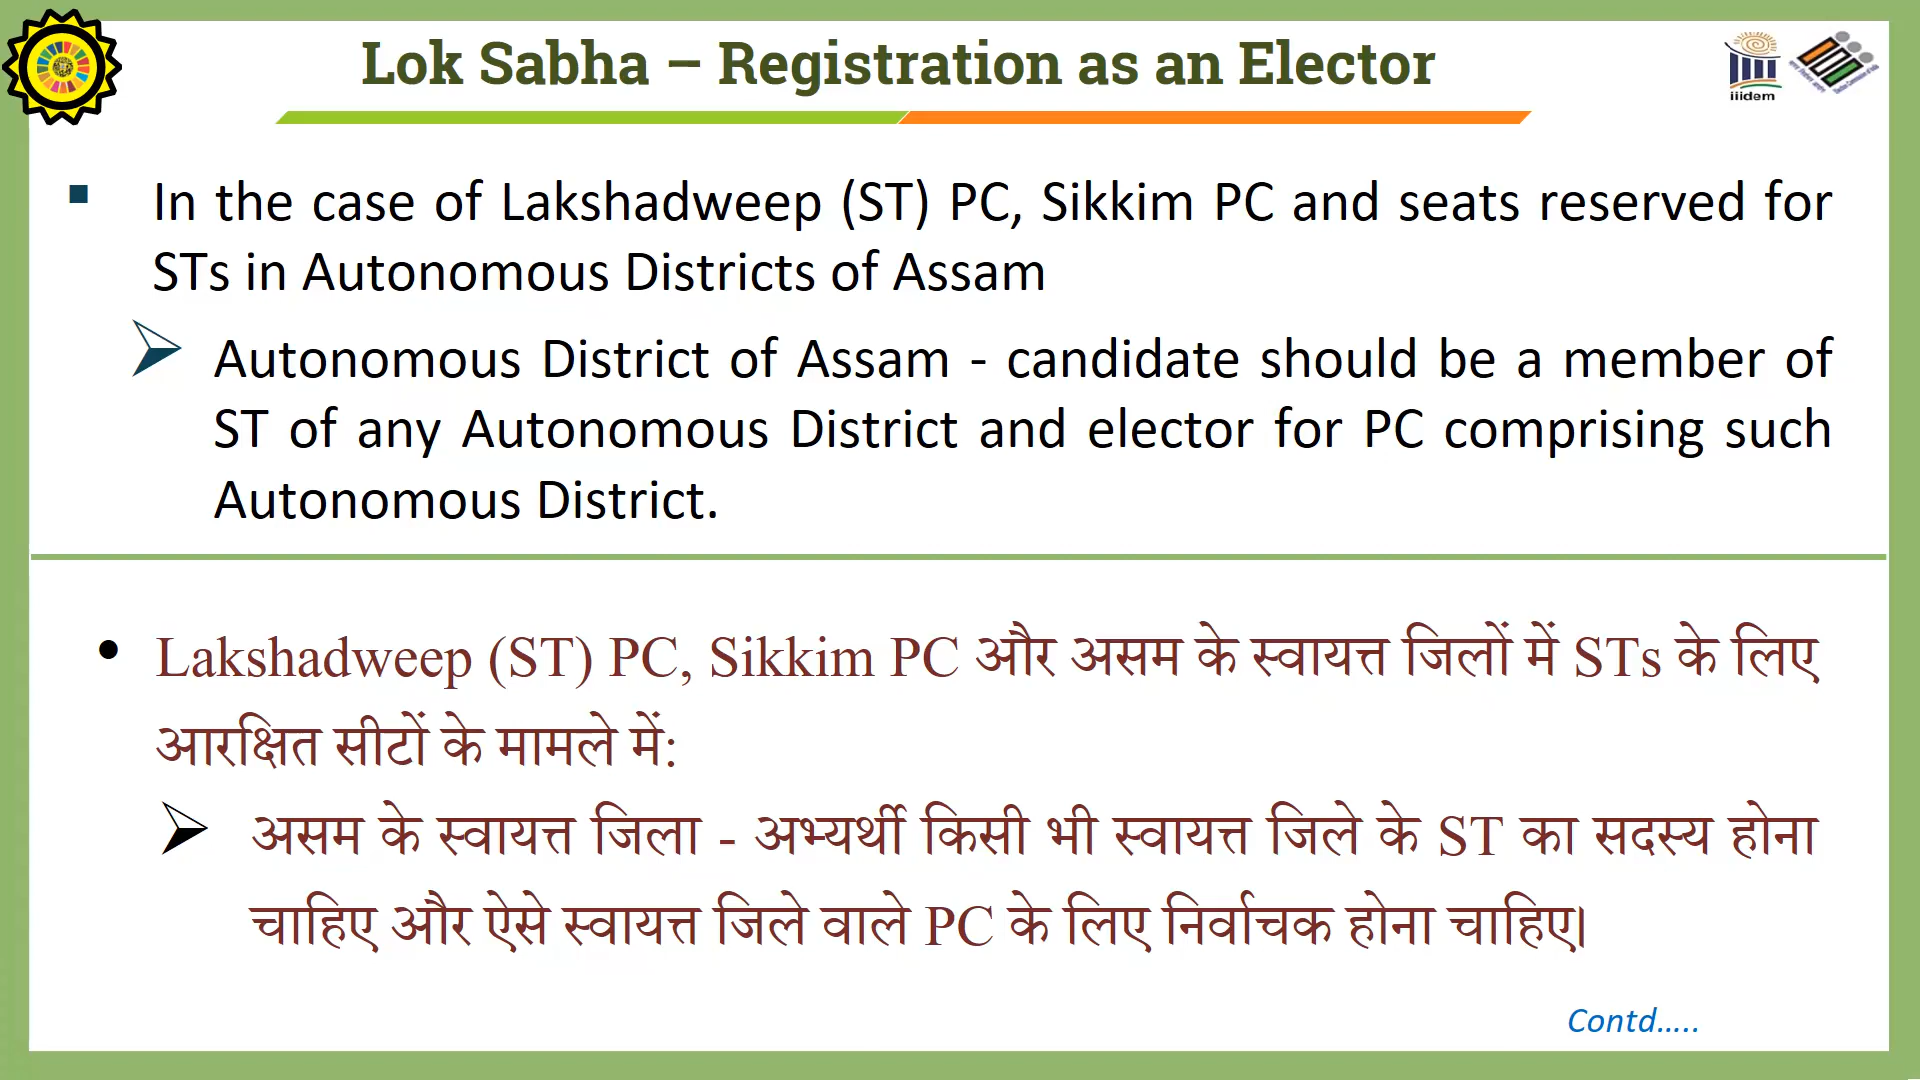 Lok Sabha – Registration as an Elector
iiidem
In the case of Lakshadweep (ST) PC, Sikkim PC and seats reserved for
STs in Autonomous Districts of Assam
Autonomous District of Assam - candidate should be a member of
ST of any Autonomous District and elector for PC comprising such
Autonomous District.
Lakshadweep (ST) PC, Sikkim PC और असम के स्वायत्त जिलों में STs के लिए
आरक्षित सीटों के मामले में:
असम के स्वायत्त जिला - अभ्यर्थी किसी भी स्वायत्त जिले के ST का सदस्य होना
चाहिए और ऐसे स्वायत्त जिले वाले PC के लिए निर्वाचक होना चाहिए।
Contd.....